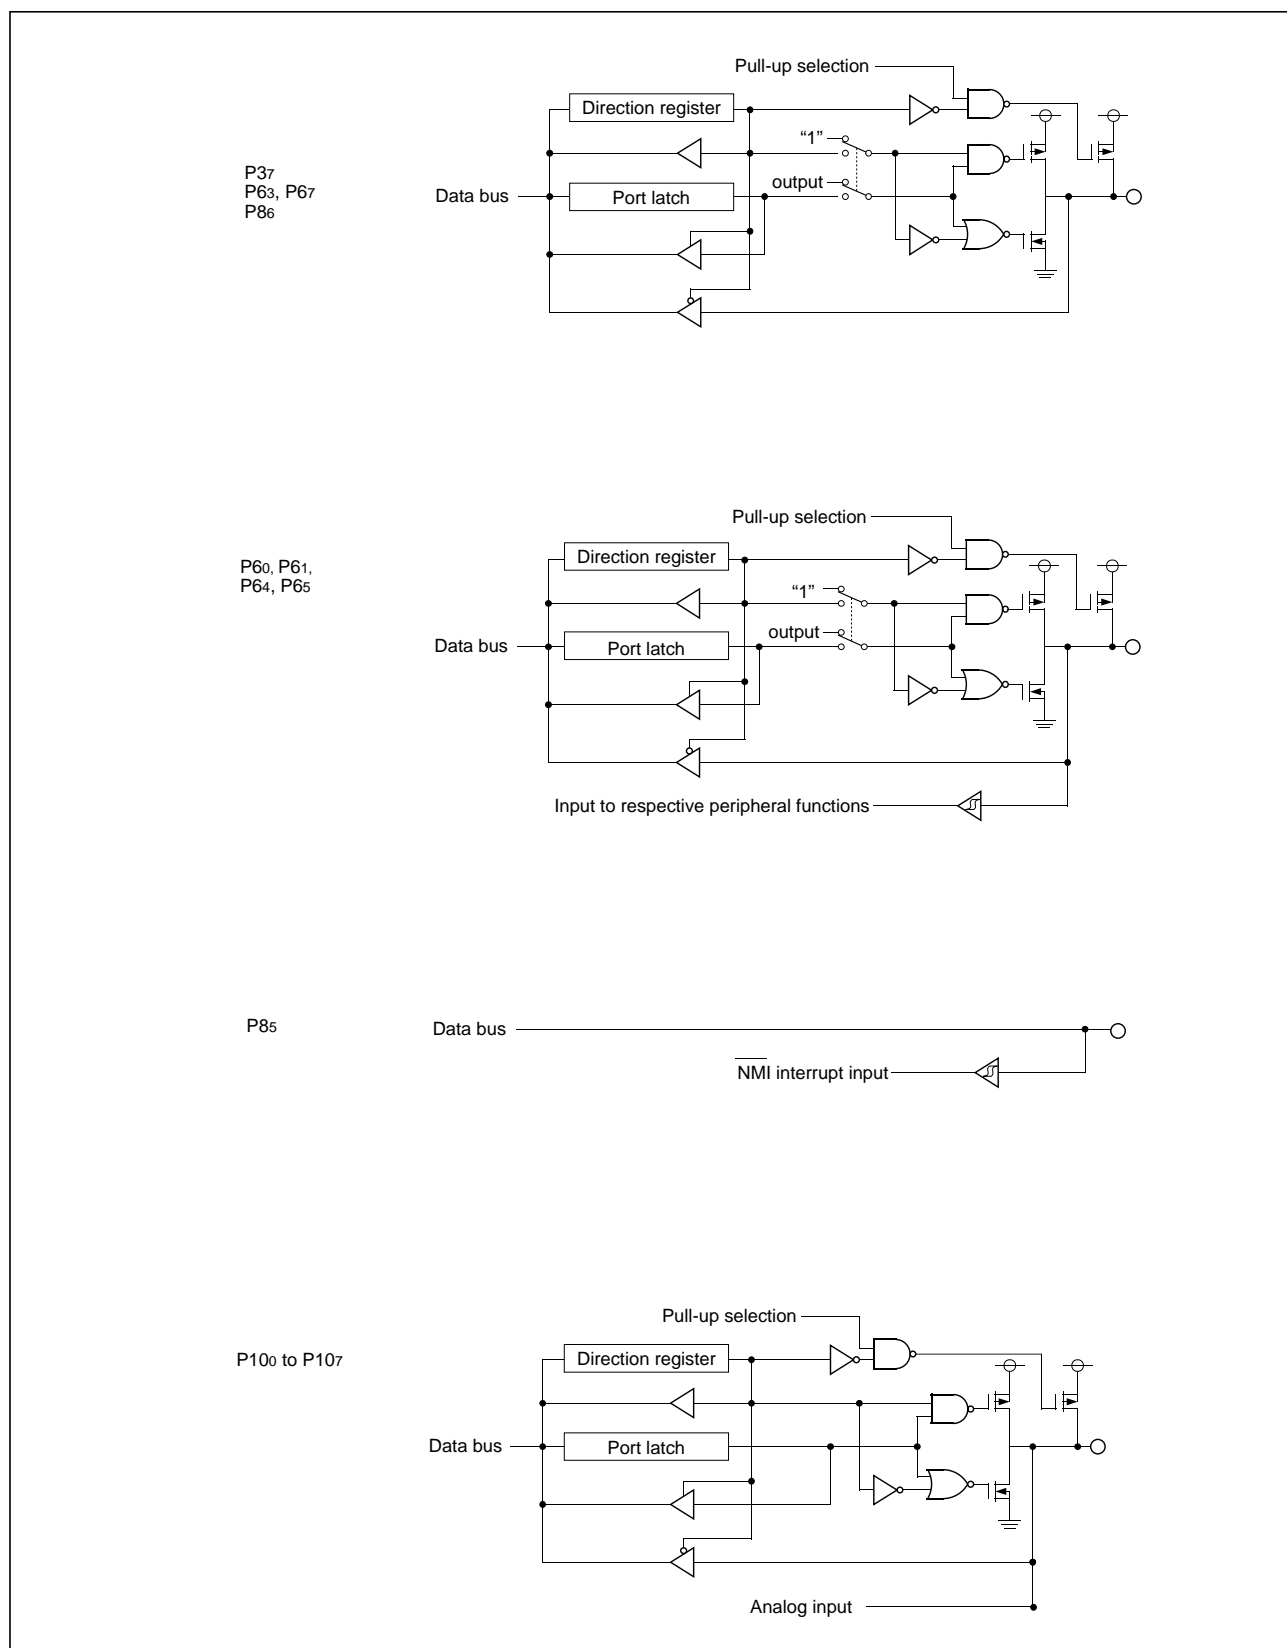 Pull-up selection
Direction register
“1”
P37
P63, P67
P86
Data bus
output
Port latch
Pull-up selection
Direction register
P60, P61,
P64, P65
“1”
output
Data bus
Port latch
Input to respective peripheral functions
P85
Data bus
NMI interrupt input
Pull-up selection
P100 to P107
Direction register
Data bus
Port latch
Analog input